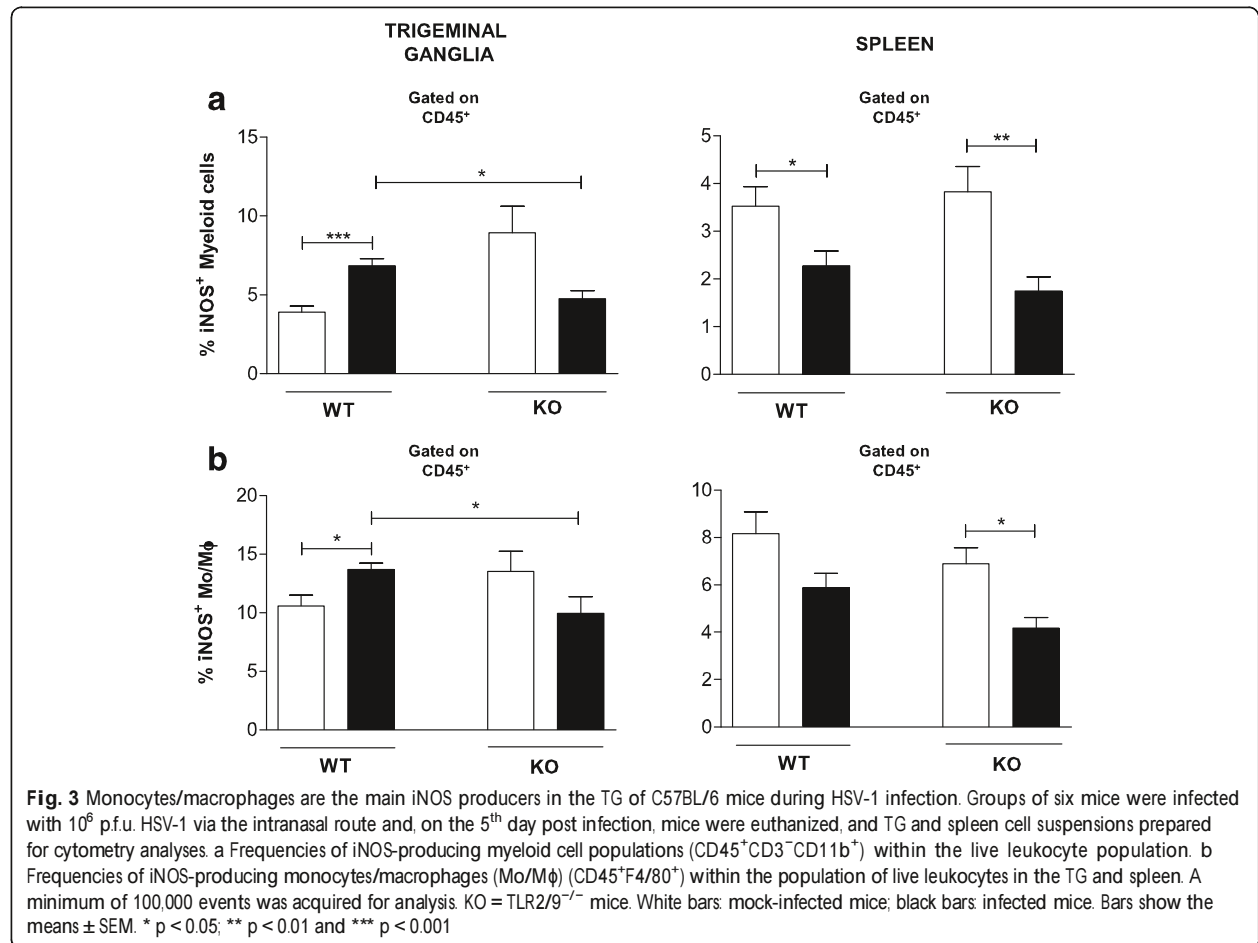 TRIGEMINAL
GANGLIA
SPLEEN
a
Gated on
CD45⁺
15
10
5
0
% iNOS⁺ Myeloid cells
***
*
WT
KO
Gated on
CD45⁺
5
4
3
2
1
0
*
**
WT
KO
b
Gated on
CD45⁺
20
15
10
5
0
% iNOS⁺ Mo/Mϕ
*
*
WT
KO
Gated on
CD45⁺
10
8
6
4
2
0
*
WT
KO
Fig. 3 Monocytes/macrophages are the main iNOS producers in the TG of C57BL/6 mice during HSV-1 infection. Groups of six mice were infected
with 10⁶ p.f.u. HSV-1 via the intranasal route and, on the 5ᵗʰ day post infection, mice were euthanized, and TG and spleen cell suspensions prepared
for cytometry analyses. a Frequencies of iNOS-producing myeloid cell populations (CD45⁺CD3⁻CD11b⁺) within the live leukocyte population. b
Frequencies of iNOS-producing monocytes/macrophages (Mo/Mϕ) (CD45⁺F4/80⁺) within the population of live leukocytes in the TG and spleen. A
minimum of 100,000 events was acquired for analysis. KO = TLR2/9⁻/⁻ mice. White bars: mock-infected mice; black bars: infected mice. Bars show the
means ± SEM. * p < 0.05; ** p < 0.01 and *** p < 0.001